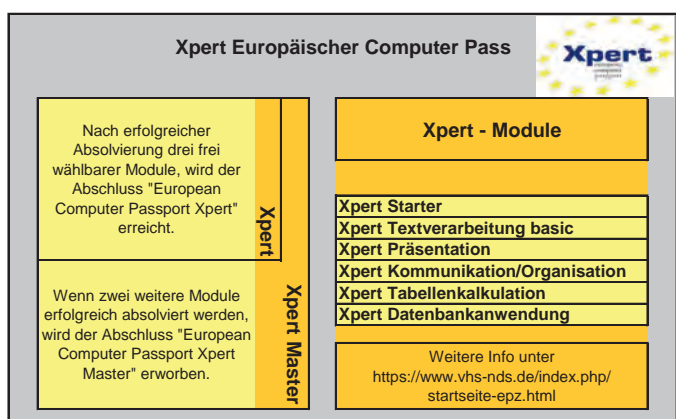 Xpert Europäischer Computer Pass
Xpert
Nach erfolgreicher
Absolvierung drei frei
wählbarer Module, wird der
Abschluss "European
Computer Passport Xpert"
erreicht.
Xpert
Wenn zwei weitere Module
erfolgreich absolviert werden,
wird der Abschluss "European
Computer Passport Xpert
Master" erworben.
Xpert Master
Xpert - Module
Xpert Starter
Xpert Textverarbeitung basic
Xpert Präsentation
Xpert Kommunikation/Organisation
Xpert Tabellenkalkulation
Xpert Datenbankanwendung
Weitere Info unter
https://www.vhs-nds.de/index.php/
startseite-epz.html